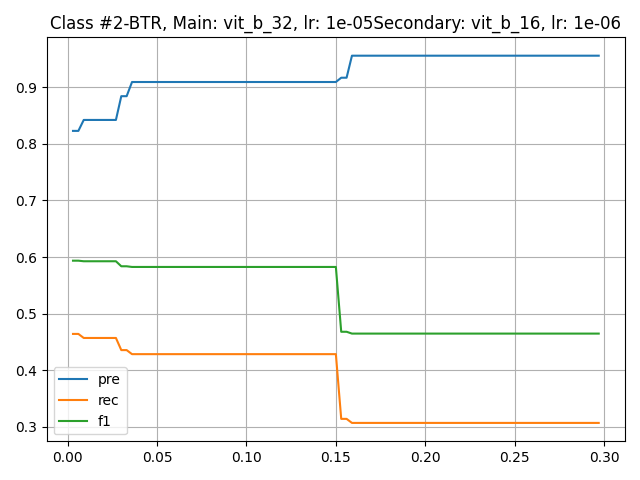 Class #2-BTR, Main: vit_b_32, lr: 1e-05Secondary: vit_b_16, lr: 1e-06
0.9
0.8
0.7
0.6
0.5
0.4
0.3
pre
rec
f1
0.00 0.05 0.10 0.15 0.20 0.25 0.30